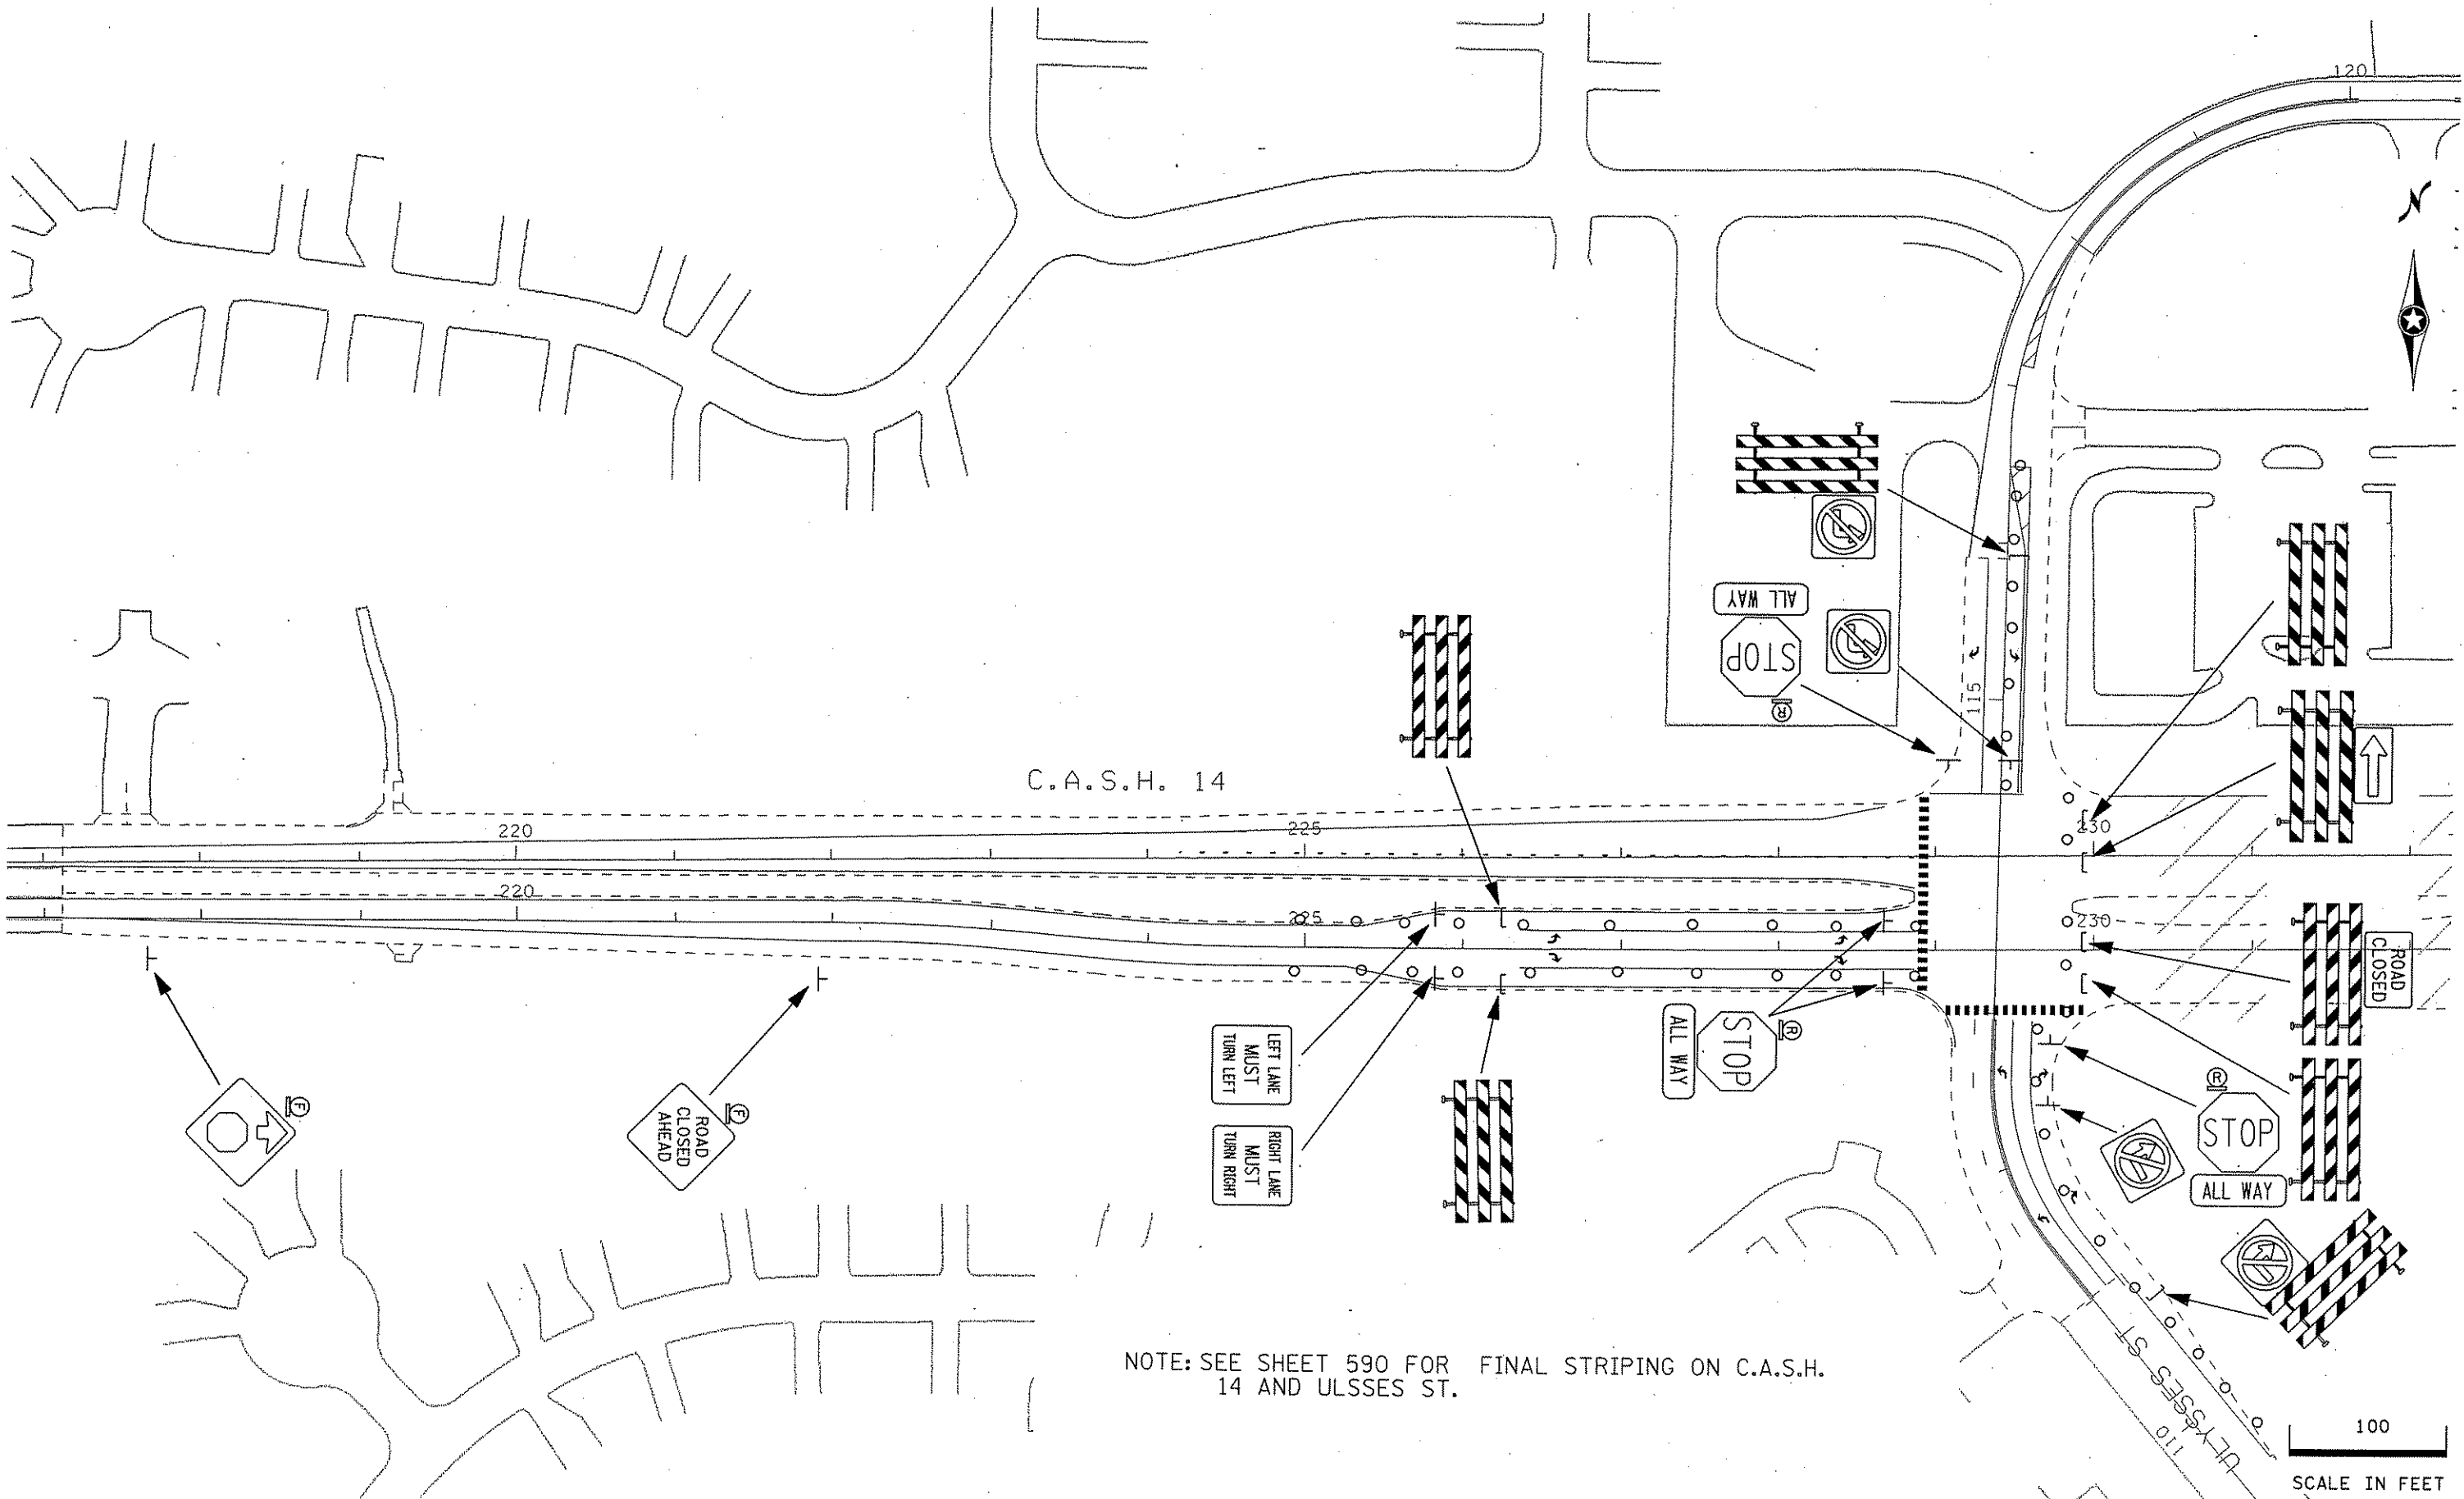 120
N
ALL WAY
STOP
R
115
C.A.S.H. 14
220
225
230
220
225
230
ROAD
CLOSED
LEFT LANE
MUST
TURN LEFT
RIGHT LANE
MUST
TURN RIGHT
STOP
ALL WAY
R
R
STOP
ALL WAY
F
ROAD
CLOSED
AHEAD
F
NOTE: SEE SHEET 590 FOR FINAL STRIPING ON C.A.S.H.
14 AND ULSSES ST.
ULYSSES ST
110
100
SCALE IN FEET